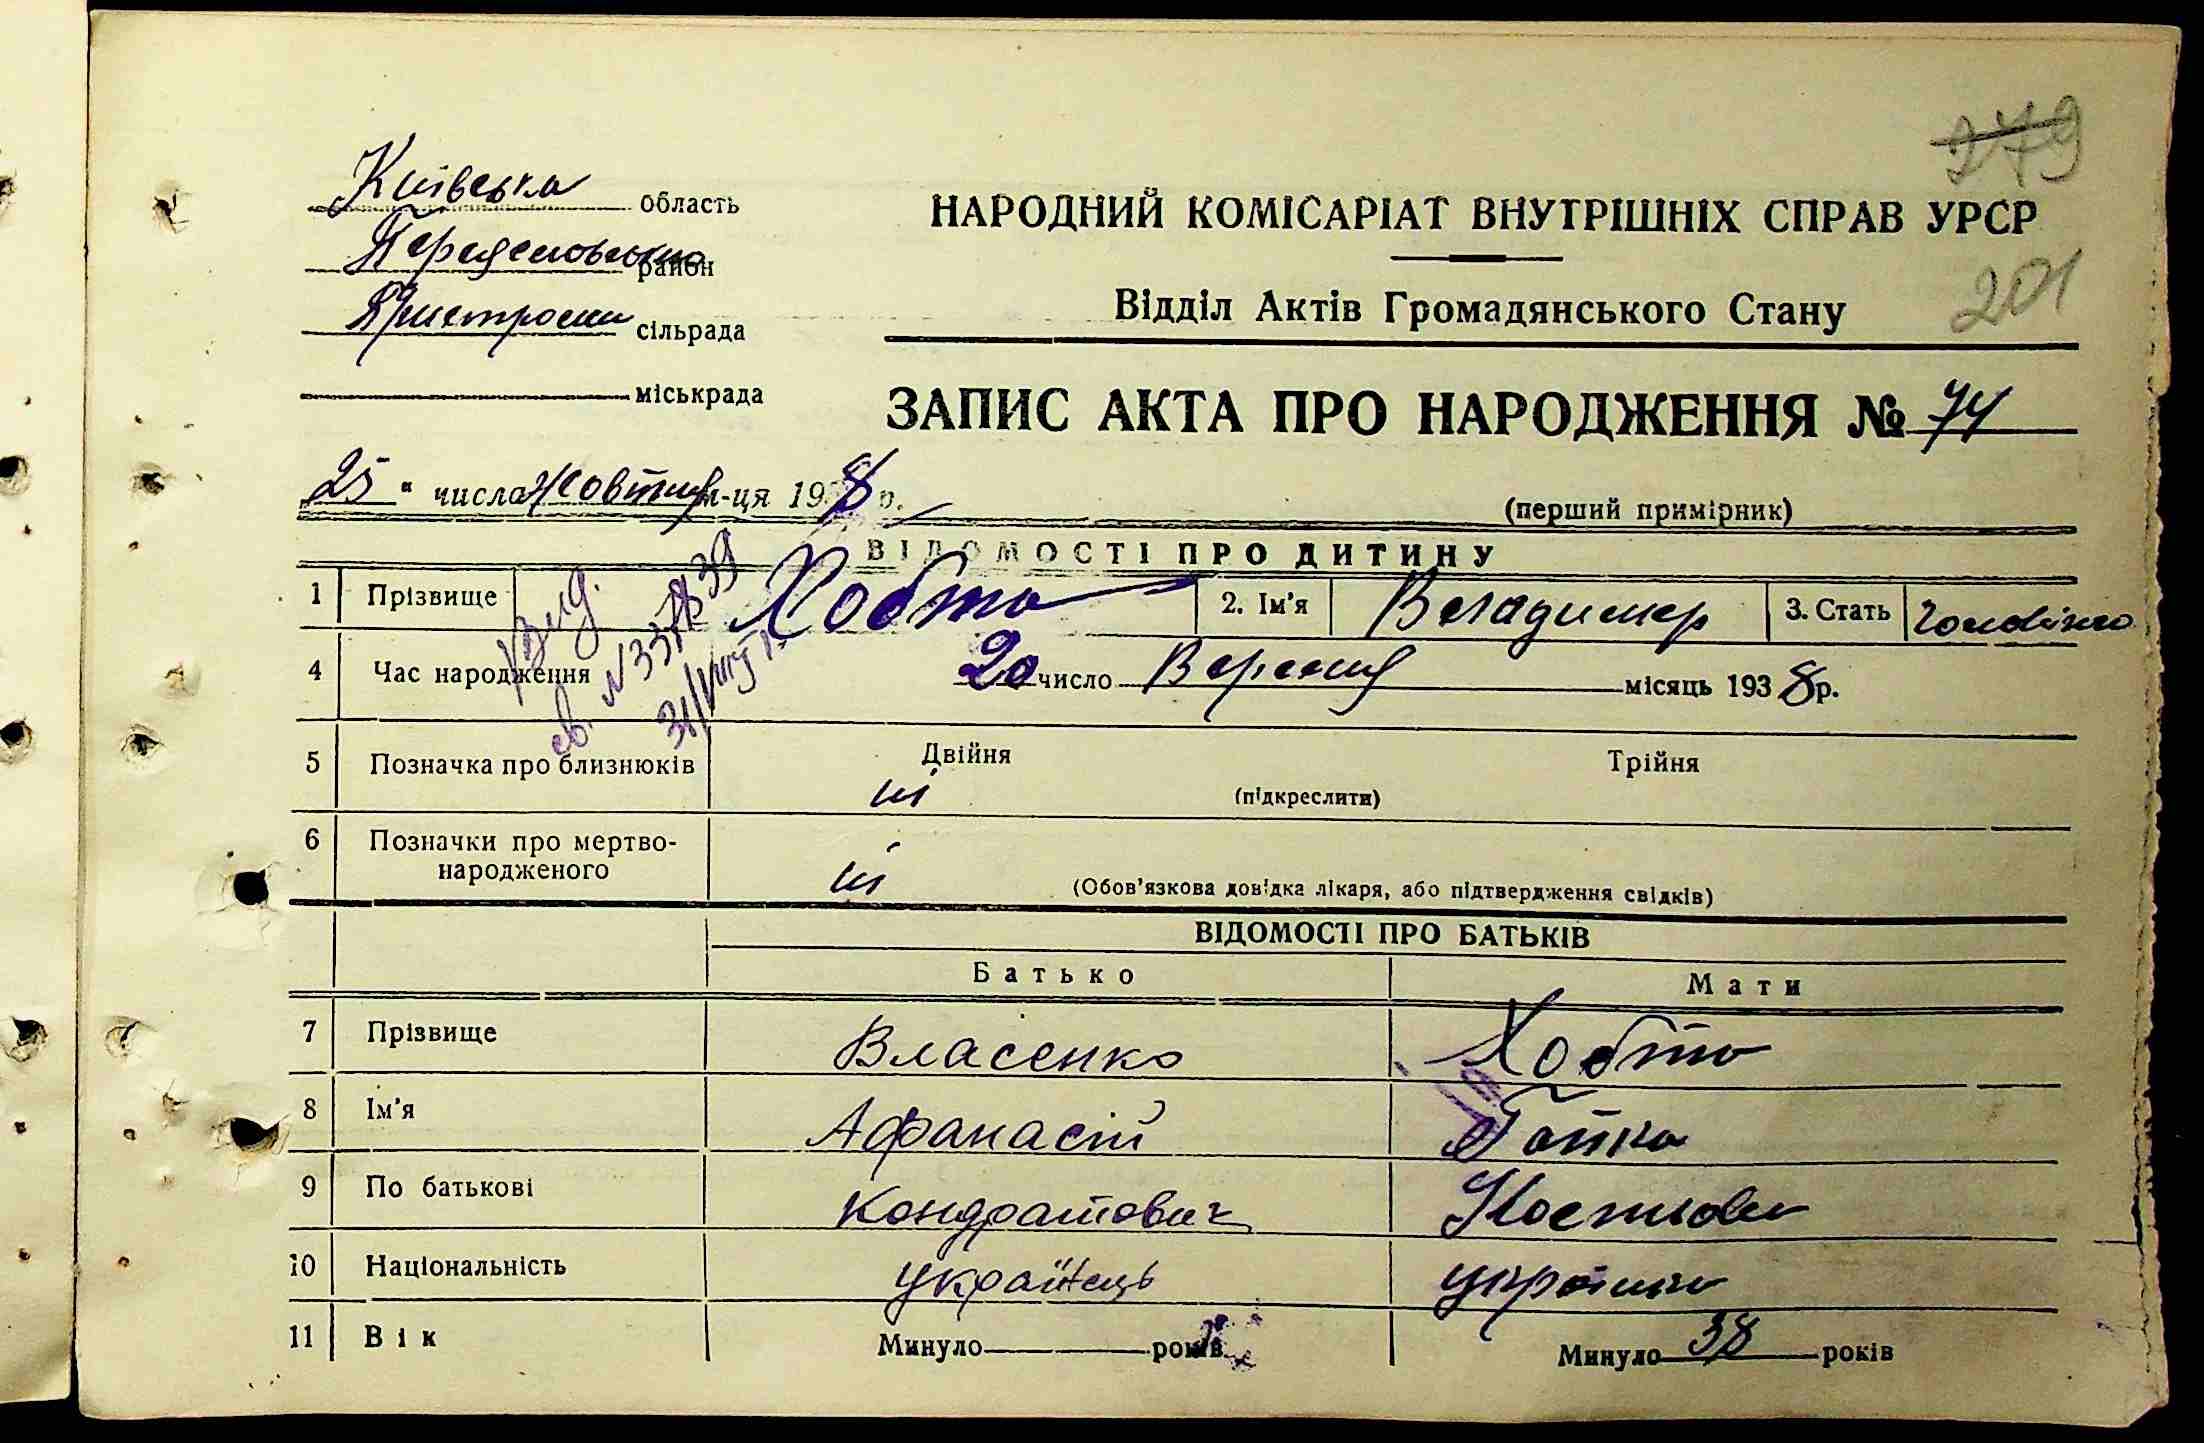 279
Київська область
район
сільрада
міськрада
НАРОДНИЙ КОМІСАРІАТ ВНУТРІШНІХ СПРАВ УРСР
Відділ Актів Громадянського Стану
201
ЗАПИС АКТА ПРО НАРОДЖЕННЯ № 74
25 " числа жовтня м-ця 1938 р.
(перший примірник)
ВІДОМОСТІ ПРО ДИТИНУ
1 Прізвище Хобта 2. Ім'я Владимер 3. Стать
4 Час народження 20 число Вересня місяць 1938 р.
Вид.
св. N
5 Позначка про близнюків Двійня Трійня
ні (підкреслити)
6 Позначки про мертво-
народженого ні (Обов'язкова довідка лікаря, або підтвердження свідків)
ВІДОМОСТІ ПРО БАТЬКІВ
Батько Мати
7 Прізвище Власенко Хобта
8 Ім'я Афанасій
9 По батькові Кондратович
10 Національність Українець українка
11 Вік Минуло років Минуло 38 років